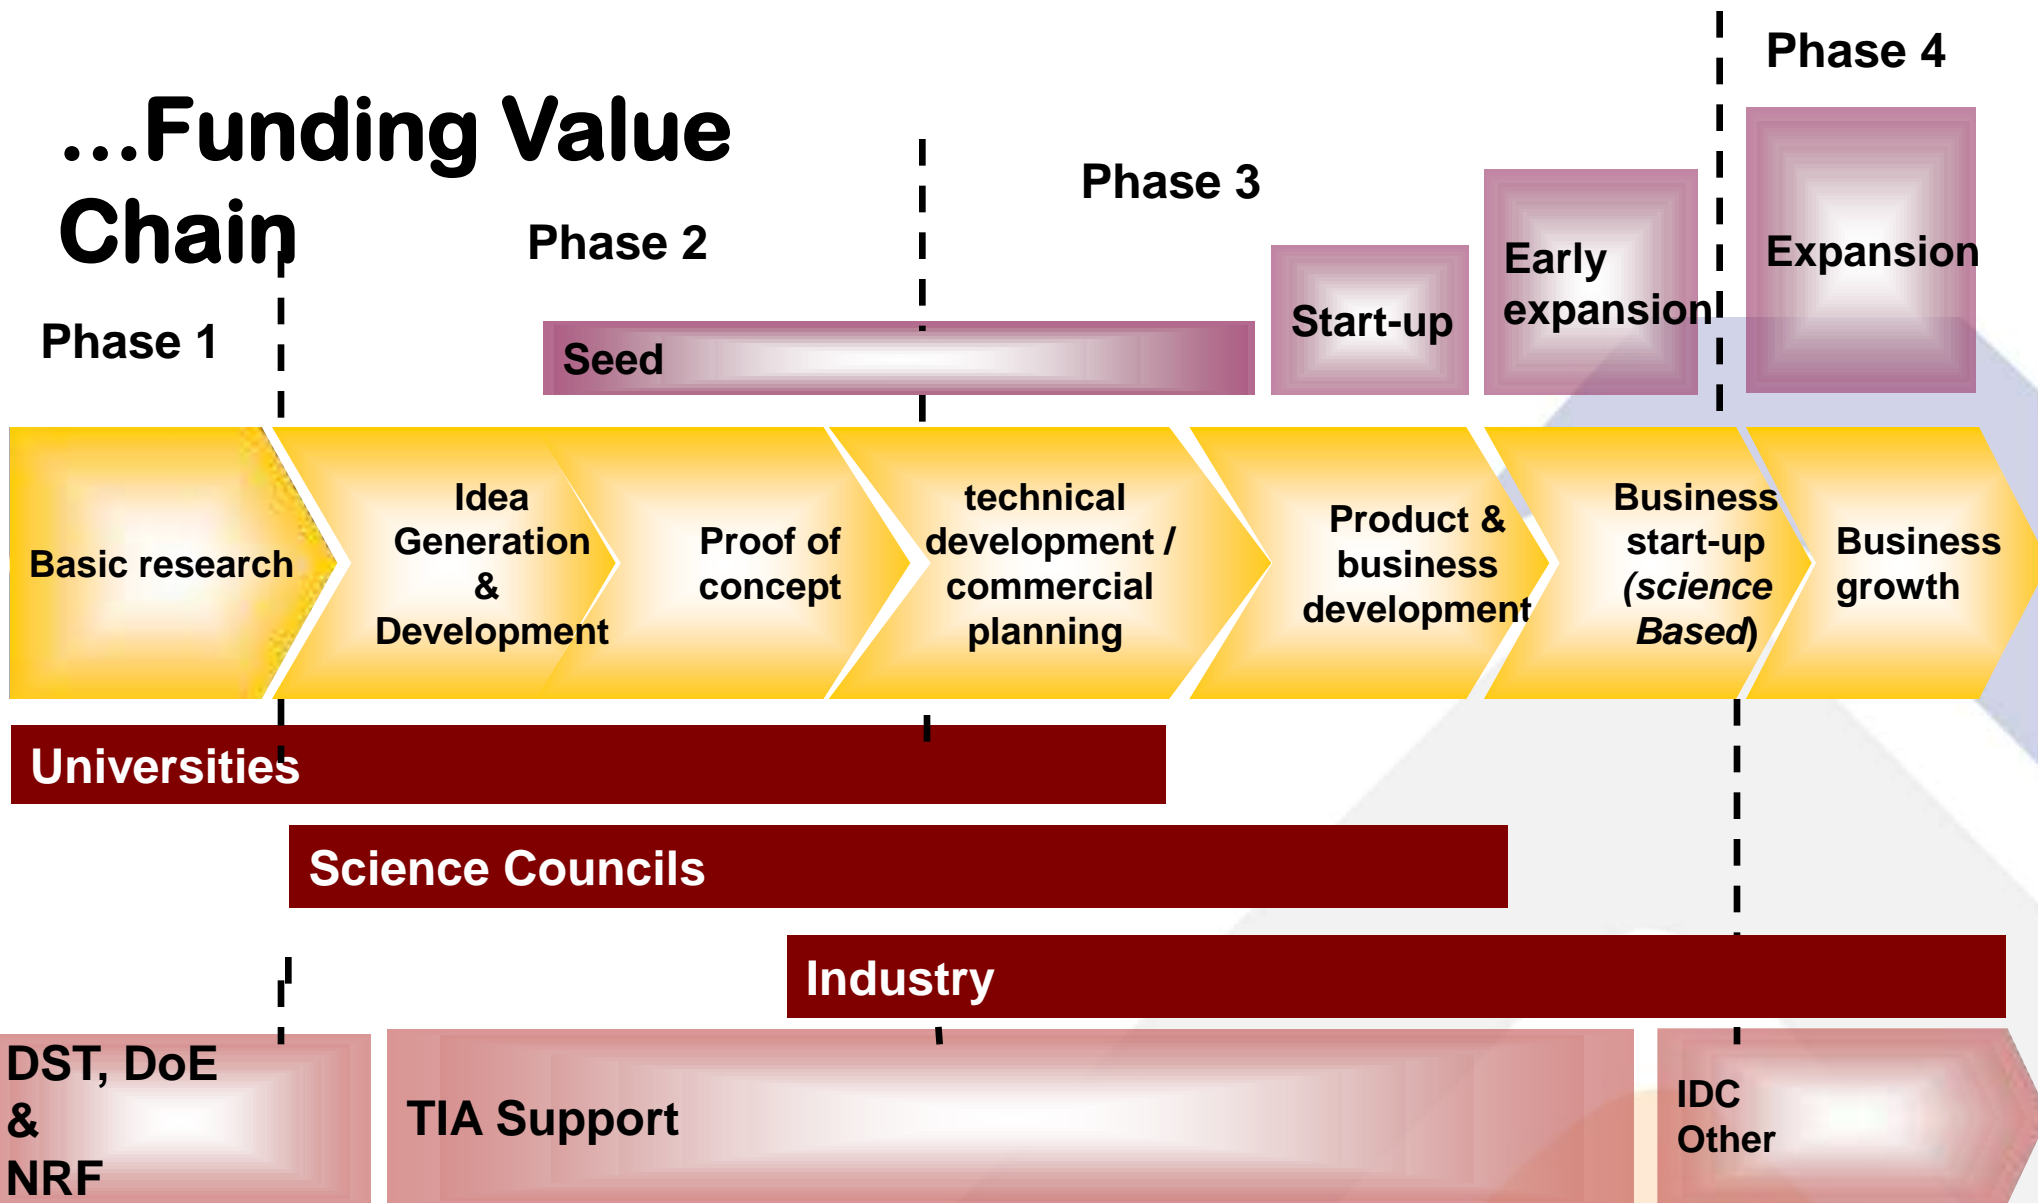 ...Funding Value
Chain
Phase 1
Phase 2
Phase 3
Phase 4
Seed
Start-up
Early
expansion
Expansion
Basic research
Idea
Generation
&
Development
Proof of
concept
technical
development /
commercial
planning
Product &
business
development
Business
start-up
(science
Based)
Business
growth
Universities
Science Councils
Industry
DST, DoE
&
NRF
TIA Support
IDC
Other